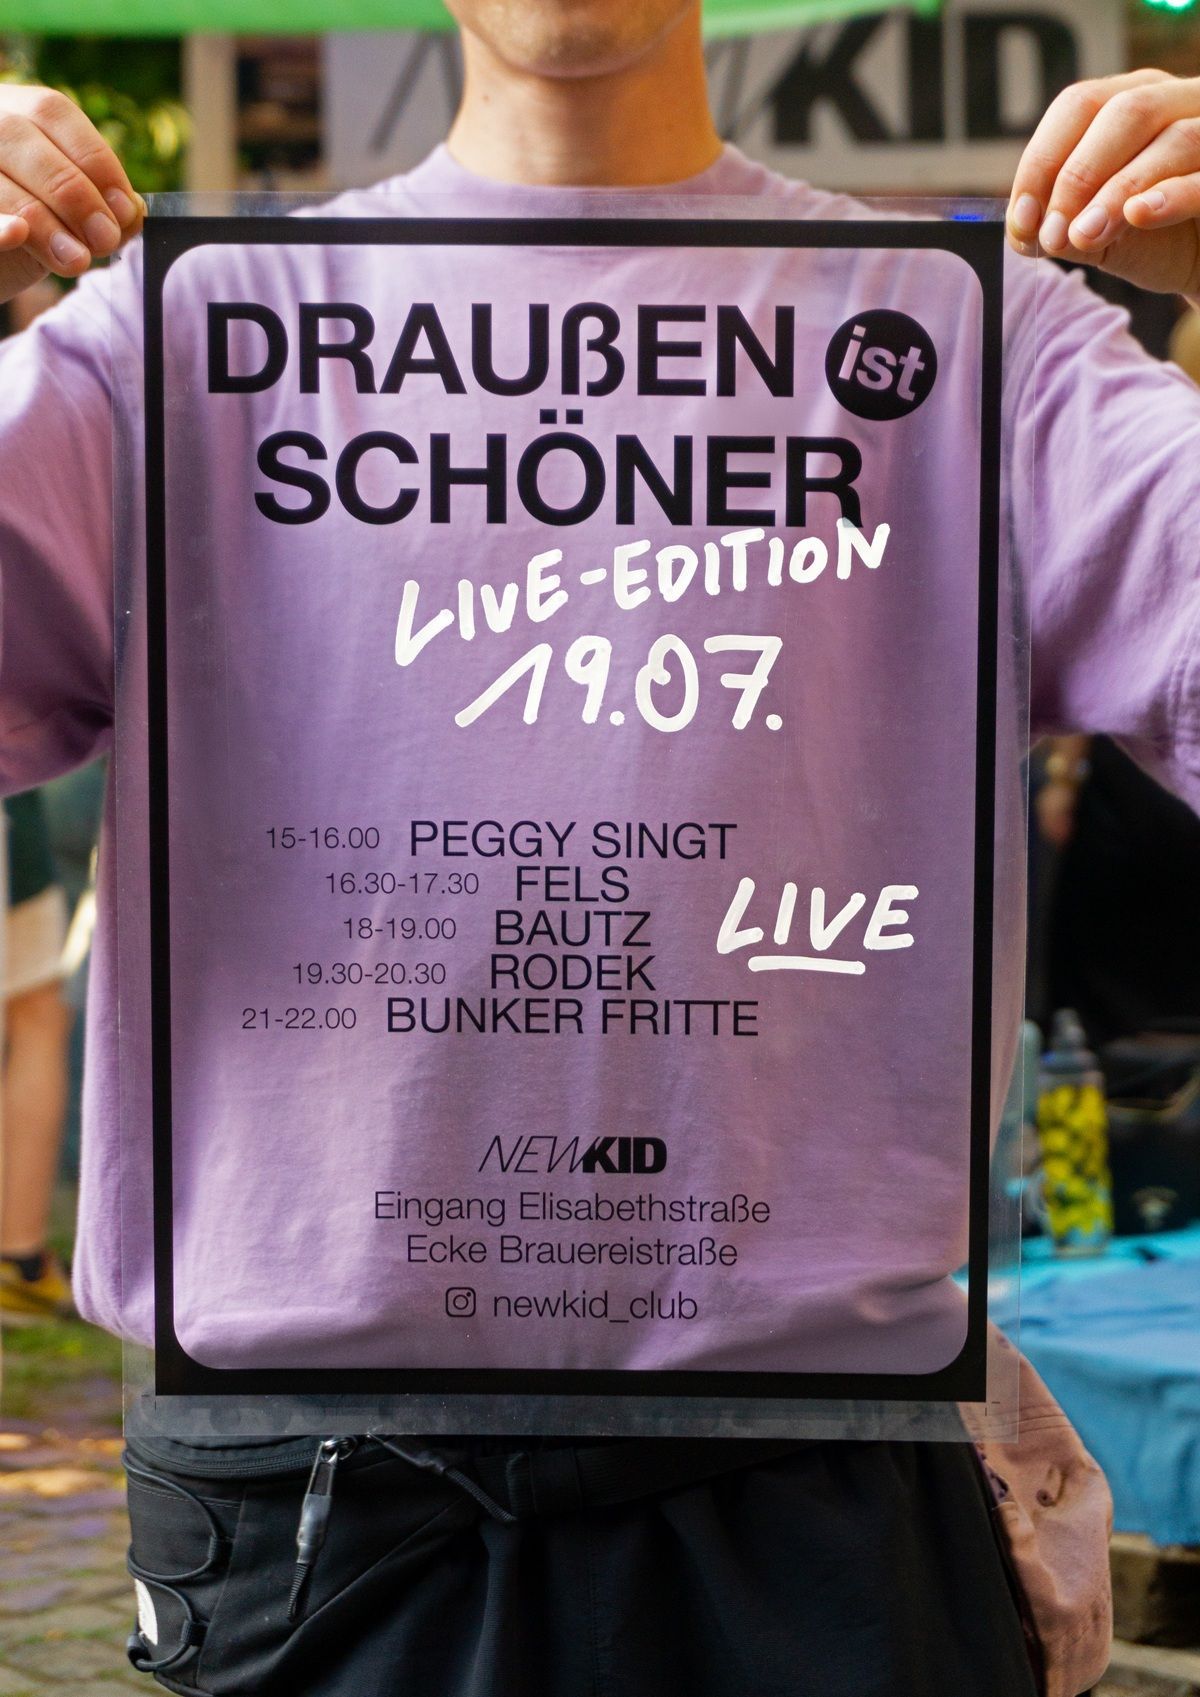 NEWKID
DRAUßEN ist
SCHÖNER
LIVE-EDITION
19.07.
15-16.00 PEGGY SINGT
16.30-17.30 FELS
18-19.00 BAUTZ
LIVE
19.30-20.30 RODEK
21-22.00 BUNKER FRITTE
NEWKID
Eingang Elisabethstraße
Ecke Brauereistraße
newkid_club